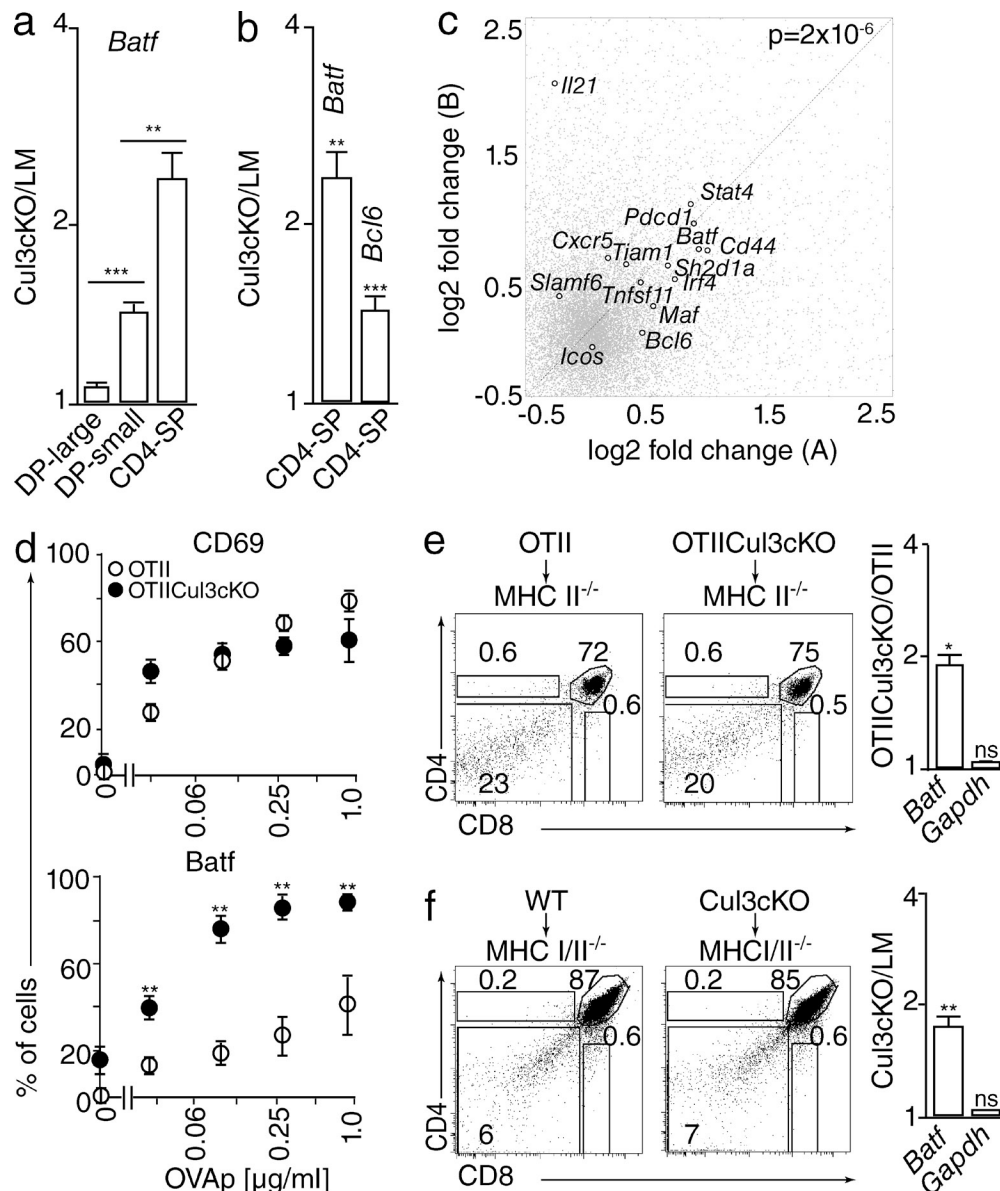 a
Batf
Cul3cKO/LM
4
2
1
***
**
DP-large
DP-small
CD4-SP
b
Cul3cKO/LM
4
2
1
Batf
**
Bcl6
***
CD4-SP
CD4-SP
c
p=2x10-6
log2 fold change (B)
2.5
1.5
0.5
-0.5
Il21
Stat4
Pdcd1
Batf
Cd44
Cxcr5
Tiam1
Sh2d1a
Slamf6
Tnfsf11
Irf4
Maf
Bcl6
Icos
-0.5
0.5
1.5
2.5
log2 fold change (A)
d
CD69
OTII
OTIICul3cKO
100
80
60
40
20
0
0
0.06
0.25
1.0
Batf
% of cells
100
80
60
40
20
0
**
**
**
**
0
0.06
0.25
1.0
OVAp [µg/ml]
e
OTII
MHC II-/-
OTIICul3cKO
MHC II-/-
0.6
72
0.6
23
0.6
75
0.5
20
CD4
CD8
OTIICul3cKO/OTII
4
2
1
*
ns
Batf
Gapdh
f
WT
MHC I/II-/-
Cul3cKO
MHCI/II-/-
0.2
87
0.6
6
0.2
85
0.6
7
CD4
CD8
Cul3cKO/LM
4
2
1
**
ns
Batf
Gapdh